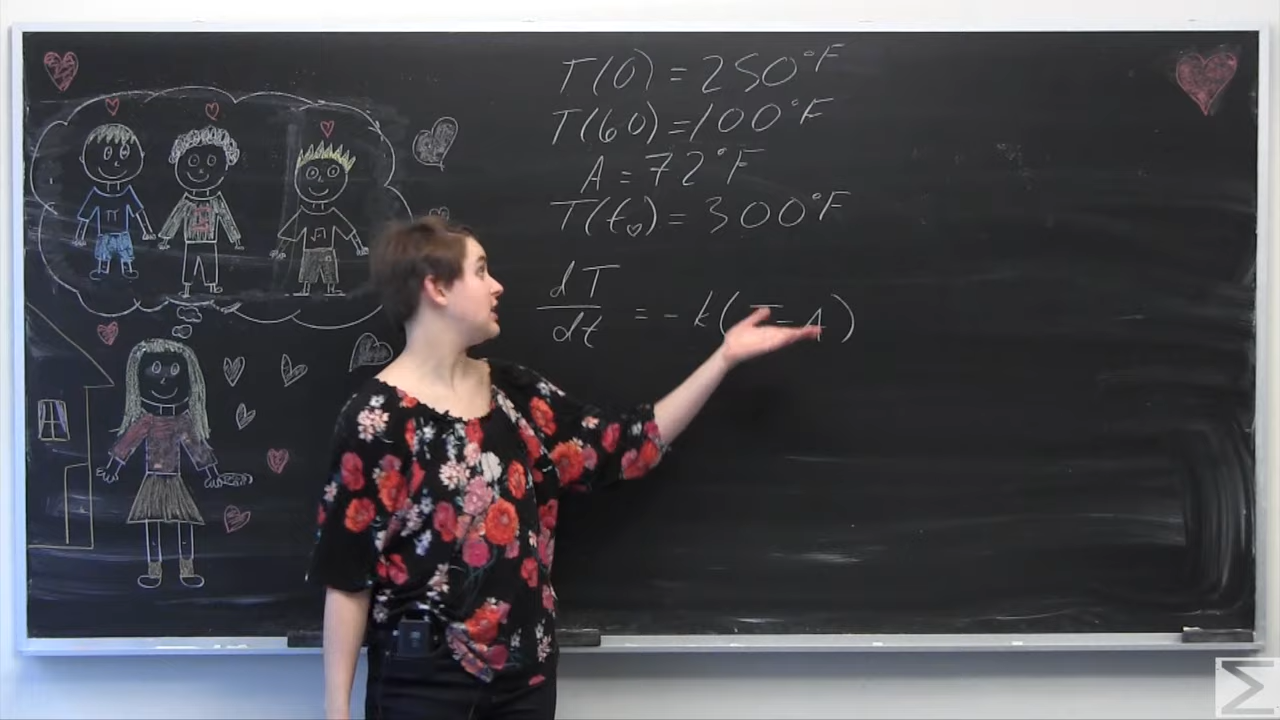 T(0) = 250°F
T(60) = 100°F
A = 72°F
T(t♡) = 300°F
dT
dt
= - k(T - A)
Σ